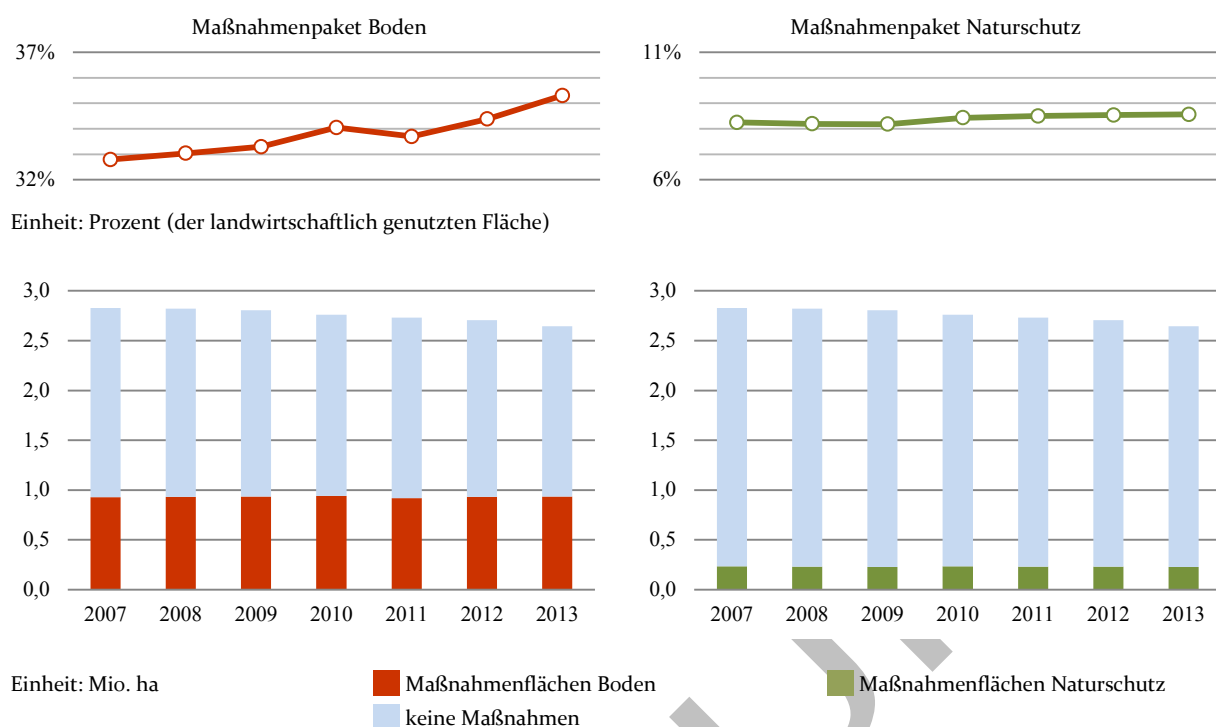 Maßnahmenpaket Boden
37%
32%
Maßnahmenpaket Naturschutz
11%
6%
Einheit: Prozent (der landwirtschaftlich genutzten Fläche)
3,0
2,5
2,0
1,5
1,0
0,5
0,0
2007 2008 2009 2010 2011 2012 2013
3,0
2,5
2,0
1,5
1,0
0,5
0,0
2007 2008 2009 2010 2011 2012 2013
Einheit: Mio. ha
Maßnahmenflächen Boden
keine Maßnahmen
Maßnahmenflächen Naturschutz